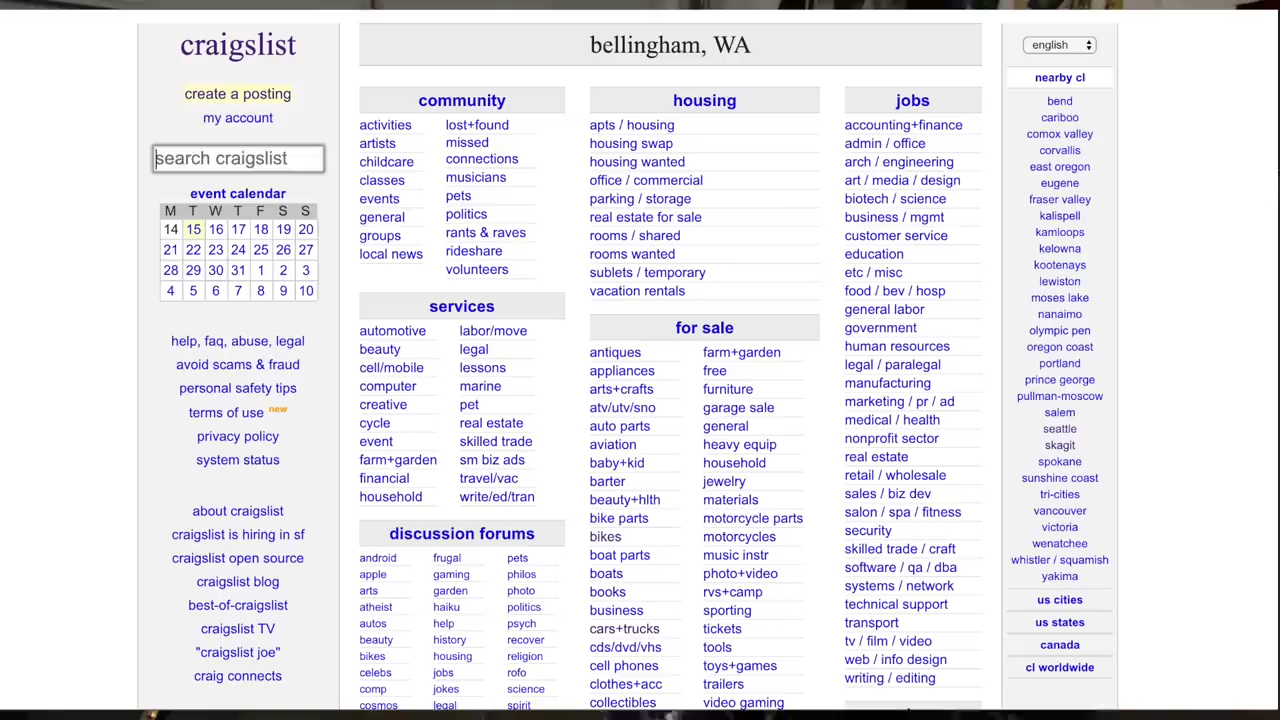 craigslist
create a posting
my account
search craigslist
event calendar
M T W T F S S
14 15 16 17 18 19 20
21 22 23 24 25 26 27
28 29 30 31 1 2 3
4 5 6 7 8 9 10
help, faq, abuse, legal
avoid scams & fraud
personal safety tips
terms of use new
privacy policy
system status
about craigslist
craigslist is hiring in sf
craigslist open source
craigslist blog
best-of-craigslist
craigslist TV
"craigslist joe"
craig connects
bellingham, WA
community
activities
artists
childcare
classes
events
general
groups
local news
lost+found
missed
connections
musicians
pets
politics
rants & raves
rideshare
volunteers
services
automotive
beauty
cell/mobile
computer
creative
cycle
event
farm+garden
financial
household
labor/move
legal
lessons
marine
pet
real estate
skilled trade
sm biz ads
travel/vac
write/ed/tran
discussion forums
android
apple
arts
atheist
autos
beauty
bikes
celebs
comp
cosmos
frugal
gaming
garden
haiku
help
history
housing
jobs
jokes
legal
pets
philos
photo
politics
psych
recover
religion
rofo
science
spirit
housing
apts / housing
housing swap
housing wanted
office / commercial
parking / storage
real estate for sale
rooms / shared
rooms wanted
sublets / temporary
vacation rentals
for sale
antiques
appliances
arts+crafts
atv/utv/sno
auto parts
aviation
baby+kid
barter
beauty+hlth
bike parts
bikes
boat parts
boats
books
business
cars+trucks
cds/dvd/vhs
cell phones
clothes+acc
collectibles
farm+garden
free
furniture
garage sale
general
heavy equip
household
jewelry
materials
motorcycle parts
motorcycles
music instr
photo+video
rvs+camp
sporting
tickets
tools
toys+games
trailers
video gaming
jobs
accounting+finance
admin / office
arch / engineering
art / media / design
biotech / science
business / mgmt
customer service
education
etc / misc
food / bev / hosp
general labor
government
human resources
legal / paralegal
manufacturing
marketing / pr / ad
medical / health
nonprofit sector
real estate
retail / wholesale
sales / biz dev
salon / spa / fitness
security
skilled trade / craft
software / qa / dba
systems / network
technical support
transport
tv / film / video
web / info design
writing / editing
english
nearby cl
bend
cariboo
comox valley
corvallis
east oregon
eugene
fraser valley
kalispell
kamloops
kelowna
kootenays
lewiston
moses lake
nanaimo
olympic pen
oregon coast
portland
prince george
pullman-moscow
salem
seattle
skagit
spokane
sunshine coast
tri-cities
vancouver
victoria
wenatchee
whistler / squamish
yakima
us cities
us states
canada
cl worldwide